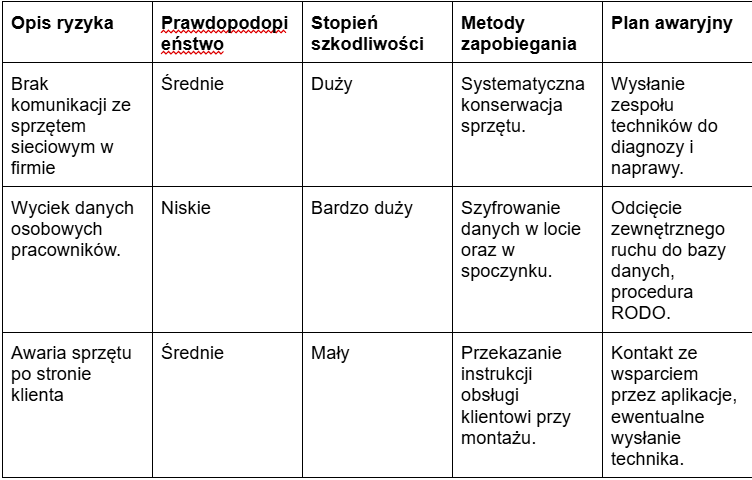 Opis ryzyka
Prawdopodopi
eństwo
Stopień
szkodliwości
Metody
zapobiegania
Plan awaryjny
Brak
komunikacji ze
sprzętem
sieciowym w
firmie
Średnie
Duży
Systematyczna
konserwacja
sprzętu.
Wysłanie
zespołu
techników do
diagnozy i
naprawy.
Wyciek danych
osobowych
pracowników.
Niskie
Bardzo duży
Szyfrowanie
danych w locie
oraz w
spoczynku.
Odcięcie
zewnętrznego
ruchu do bazy
danych,
procedura
RODO.
Awaria sprzętu
po stronie
klienta
Średnie
Mały
Przekazanie
instrukcji
obsługi
klientowi przy
montażu.
Kontakt ze
wsparciem
przez aplikacje,
ewentualne
wysłanie
technika.